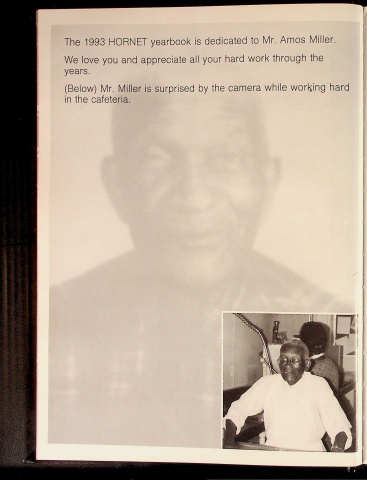 The 1993 HORNET yearbook is dedicated to Mr. Amos Miller.
We love you and appreciate all your hard work through the
years.
(Below) Mr. Miller is surprised by the camera while working hard
in the cafeteria.